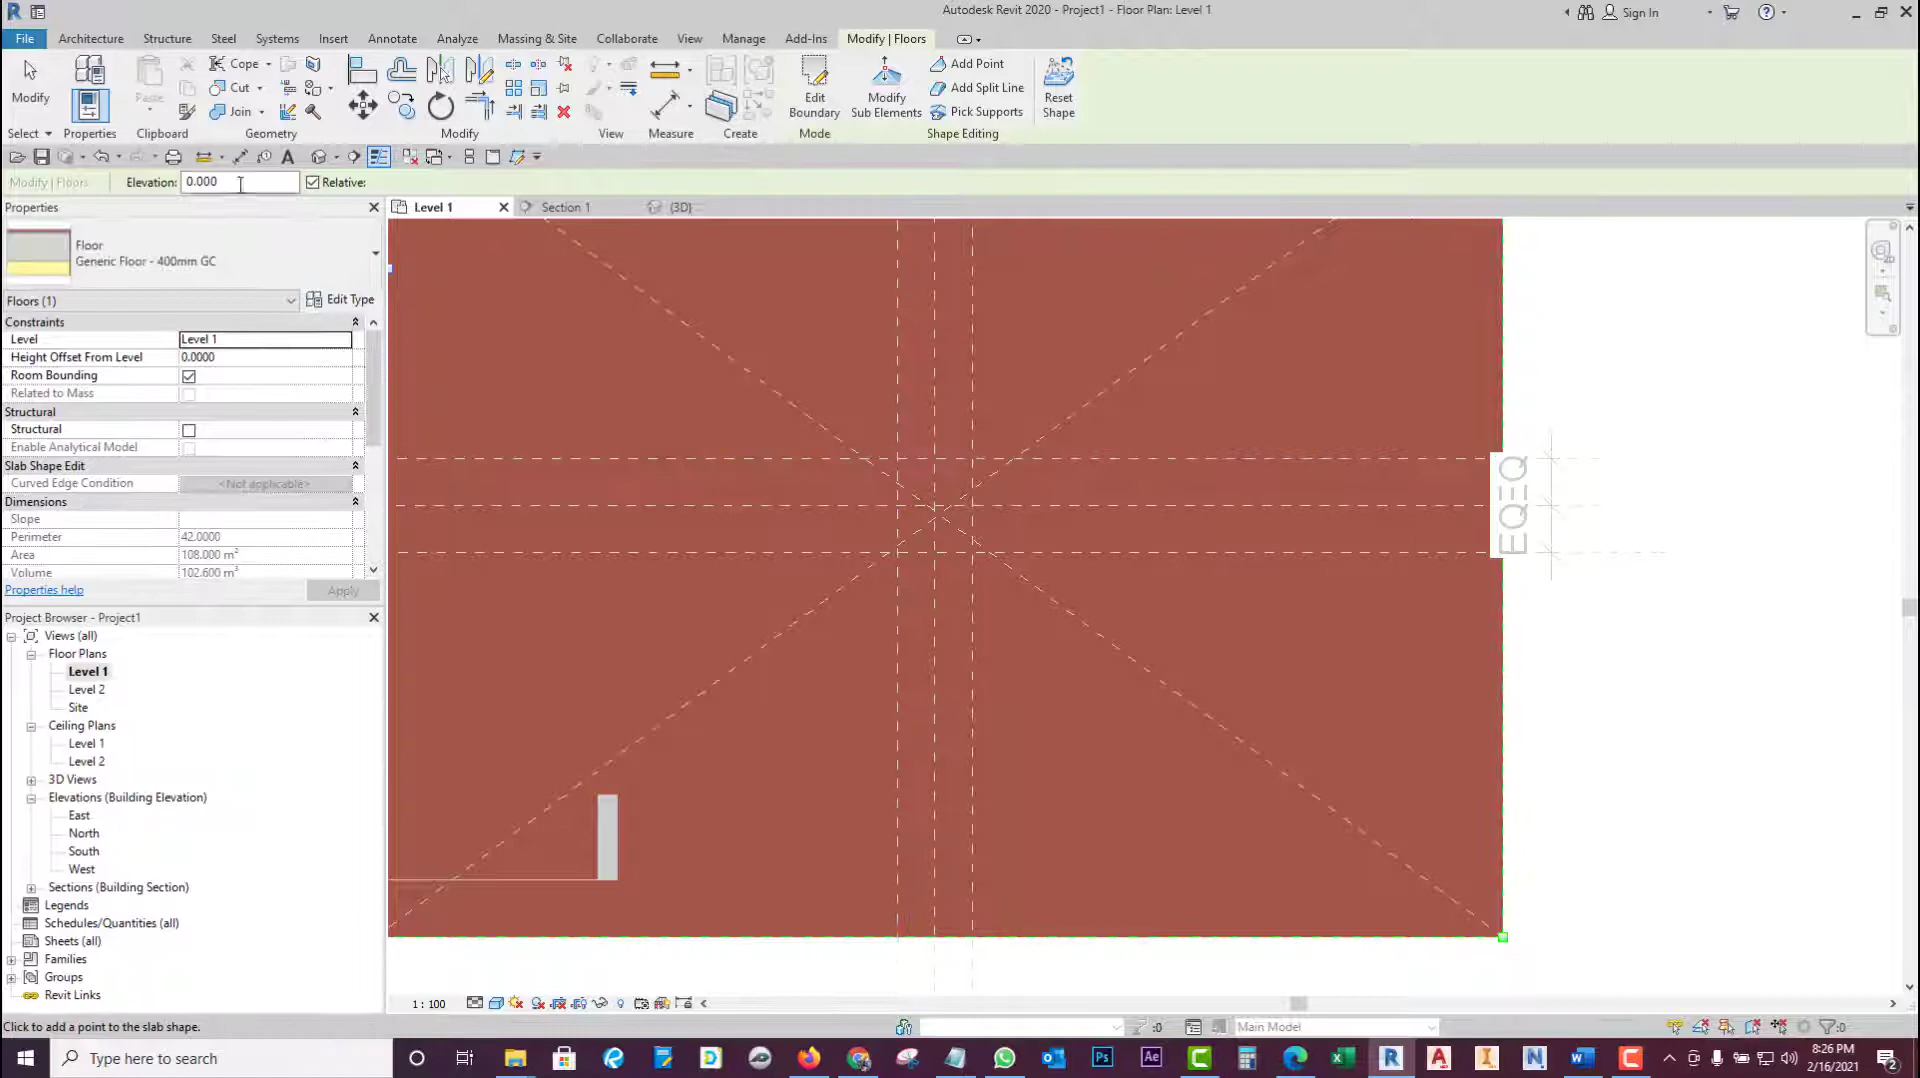 Autodesk Revit 2020 - Project1 - Floor Plan: Level 1
Sign In
File Architecture Structure Steel Systems Insert Annotate Analyze Massing & Site Collaborate View Manage Add-Ins Modify | Floors
Modify
Paste
Cope
Cut
Join
Edit Boundary
Modify Sub Elements
Add Point
Add Split Line
Pick Supports
Reset Shape
Select Properties Clipboard Geometry Modify View Measure Create Mode Shape Editing
Modify | Floors Elevation: 0.000 Relative:
Properties
Level 1 Section 1 {3D}
Floor
Generic Floor - 400mm GC
Floors (1) Edit Type
Constraints
Level Level 1
Height Offset From Level 0.0000
Room Bounding
Related to Mass
Structural
Structural
Enable Analytical Model
Slab Shape Edit
Curved Edge Condition <Not applicable>
Dimensions
Slope
Perimeter 42.0000
Area 108.000 m²
Volume 102.600 m³
Properties help Apply
EQ EQ
Project Browser - Project1
Views (all)
Floor Plans
Level 1
Level 2
Site
Ceiling Plans
Level 1
Level 2
3D Views
Elevations (Building Elevation)
East
North
South
West
Sections (Building Section)
Legends
Schedules/Quantities (all)
Sheets (all)
Families
Groups
Revit Links
1 : 100
Click to add a point to the slab shape.
:0 Main Model :0
Type here to search
8:26 PM
2/16/2021